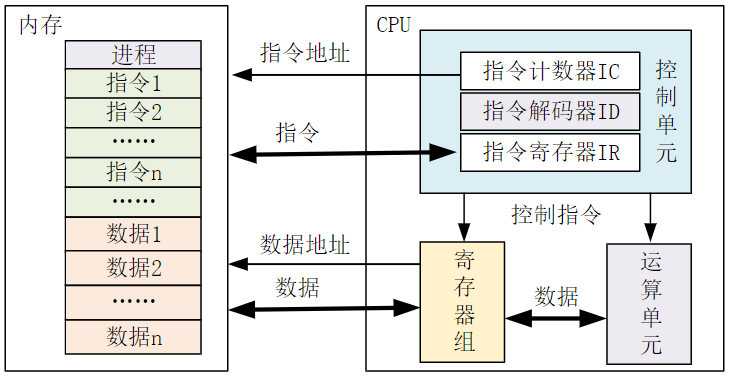 内存
进程
指令1
指令2
……
指令n
……
数据1
数据2
……
数据n
指令地址
指令
数据地址
数据
CPU
指令计数器IC
指令解码器ID
指令寄存器IR
控制单元
控制指令
寄存器组
数据
运算单元